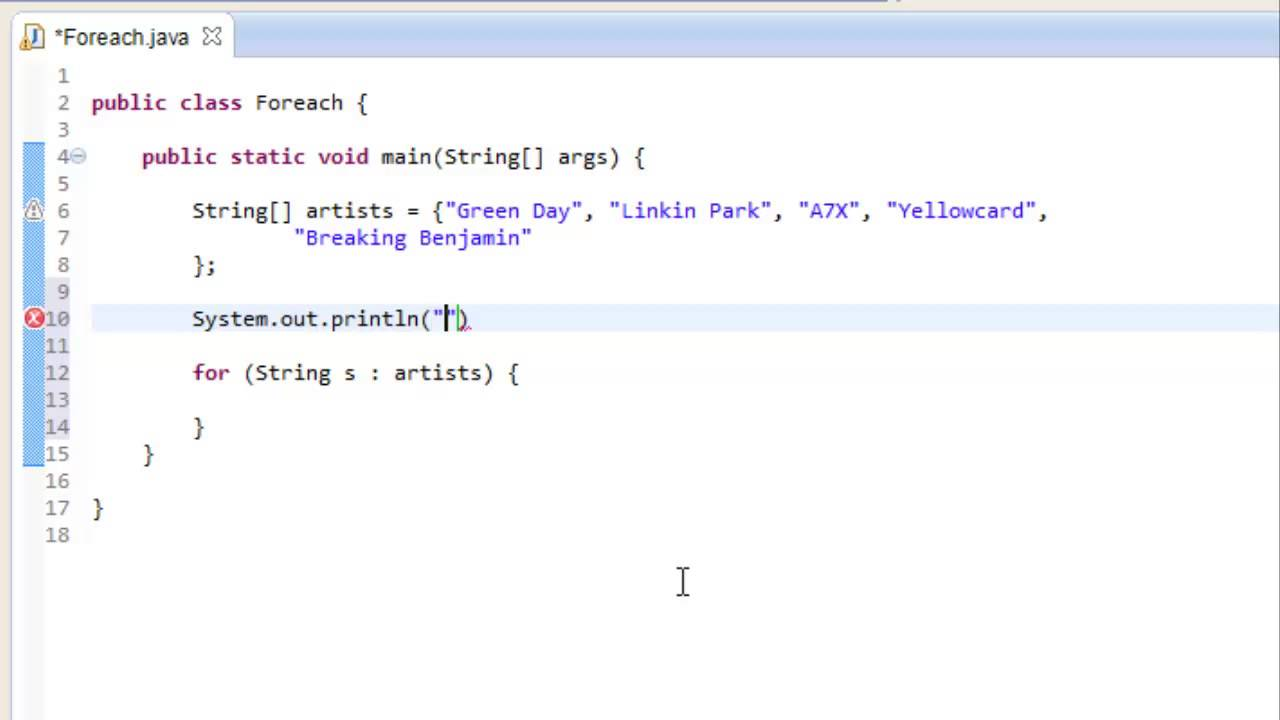 *Foreach.java
1
2 public class Foreach {
3
4 public static void main(String[] args) {
5
6 String[] artists = {"Green Day", "Linkin Park", "A7X", "Yellowcard",
7 "Breaking Benjamin"
8 };
9
10 System.out.println("")
11
12 for (String s : artists) {
13
14 }
15 }
16
17 }
18